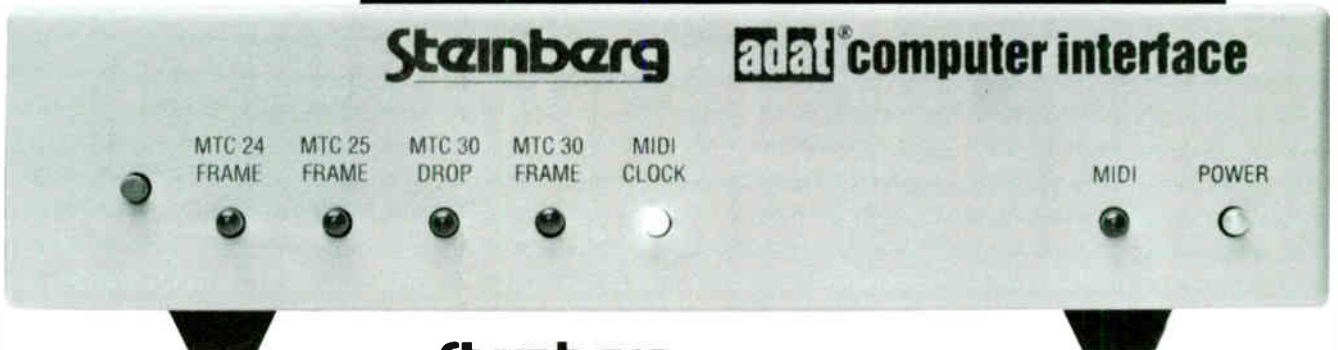 Steinberg adat® computer interface
MTC 24 FRAME
MTC 25 FRAME
MTC 30 DROP
MTC 30 FRAME
MIDI CLOCK
MIDI
POWER